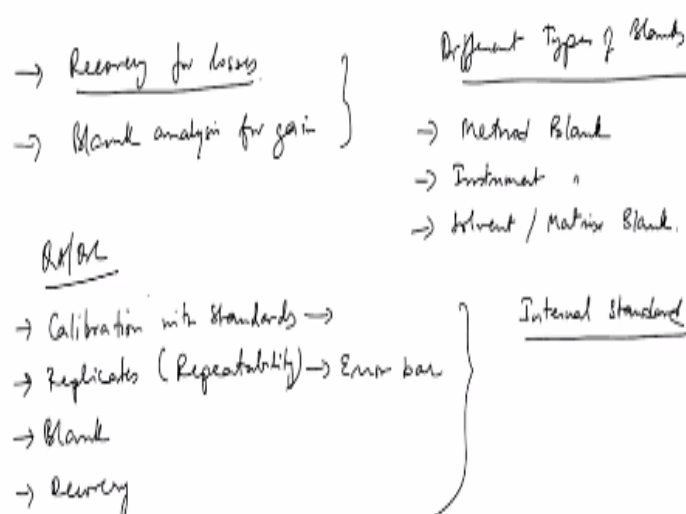 → Recovery for losses
→ Blank analysis for gain
Different Types of Blanks
→ Method Blank
→ Instrument "
→ Solvent / Matrix Blank.
QA/QC
→ Calibration with Standards →
→ Replicates (Repeatability) → Error bar
→ Blank
→ Recovery
Internal Standard